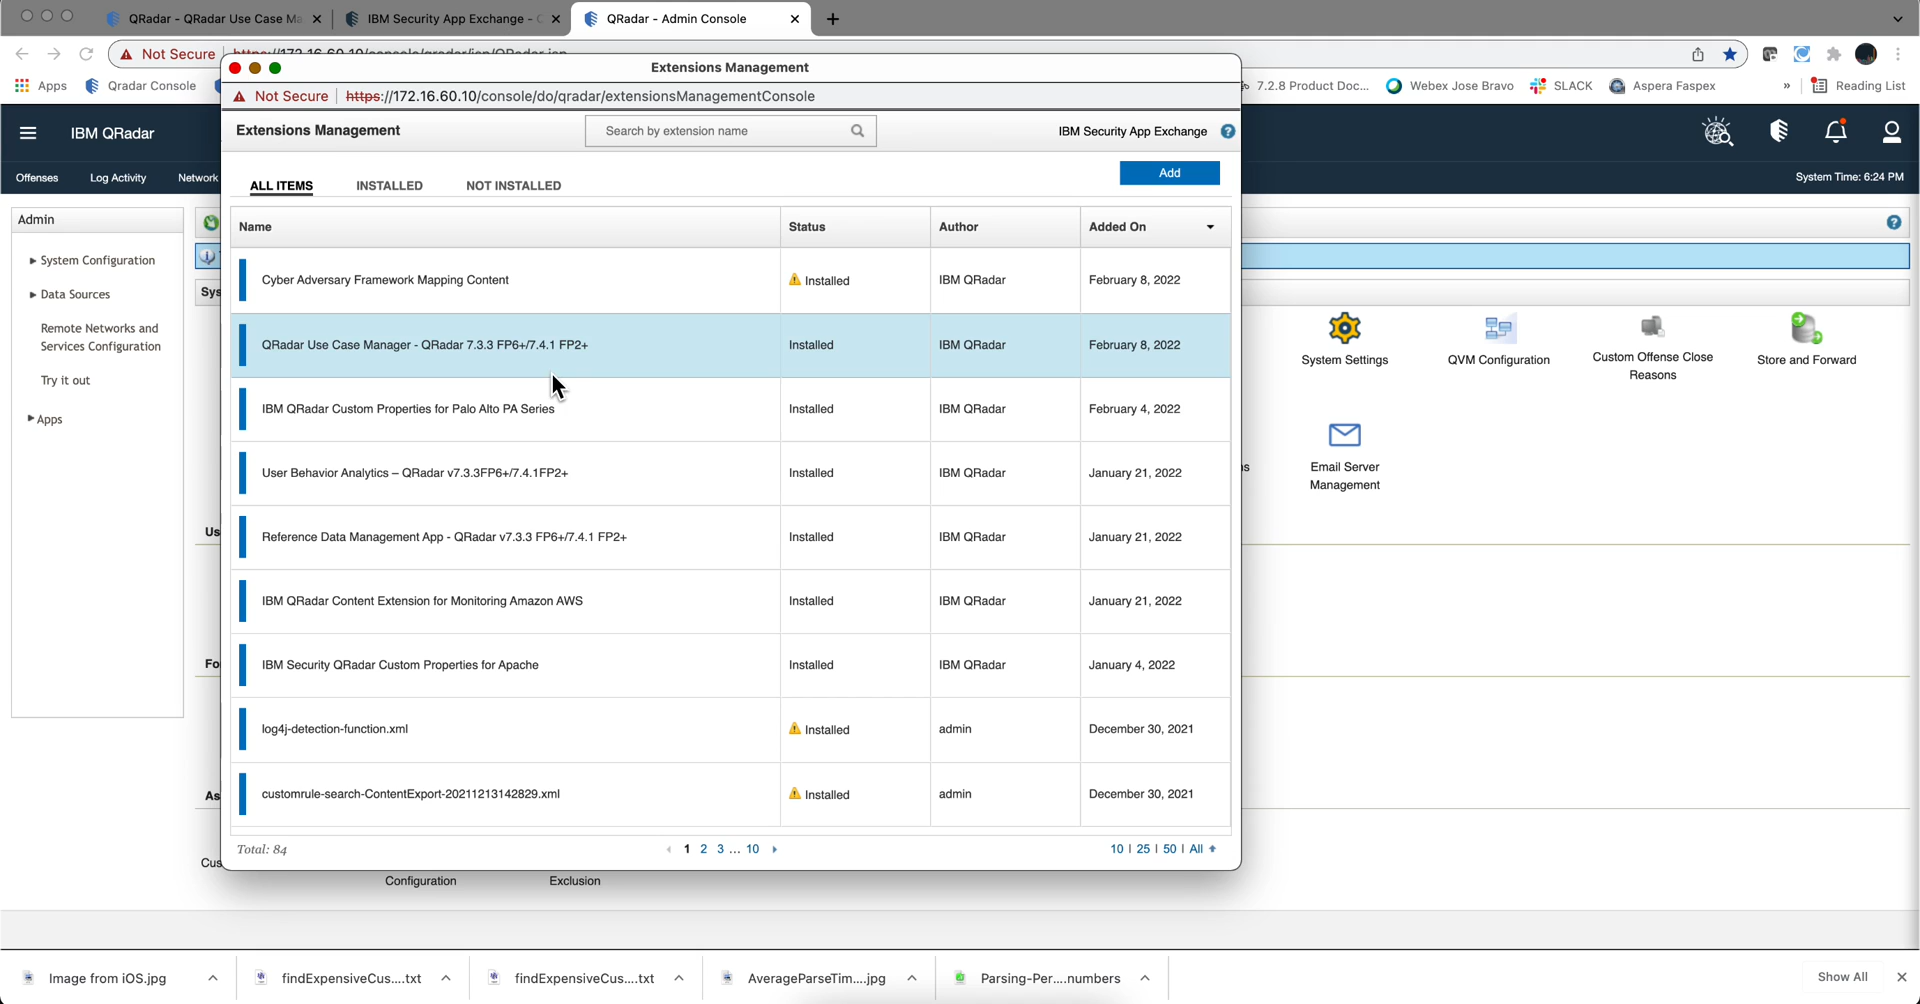 QRadar - QRadar Use Case Ma
IBM Security App Exchange -
QRadar - Admin Console
Not Secure
Apps
Qradar Console
7.2.8 Product Doc...
Webex Jose Bravo
SLACK
Aspera Faspex
»
Reading List
Extensions Management
Not Secure | https://172.16.60.10/console/do/qradar/extensionsManagementConsole
IBM QRadar
Extensions Management
Search by extension name
IBM Security App Exchange
?
Offenses
Log Activity
Network
System Time: 6:24 PM
ALL ITEMS
INSTALLED
NOT INSTALLED
Add
Admin
System Configuration
Data Sources
Remote Networks and
Services Configuration
Try it out
Apps
Name
Status
Author
Added On
Cyber Adversary Framework Mapping Content
Installed
IBM QRadar
February 8, 2022
QRadar Use Case Manager - QRadar 7.3.3 FP6+/7.4.1 FP2+
Installed
IBM QRadar
February 8, 2022
IBM QRadar Custom Properties for Palo Alto PA Series
Installed
IBM QRadar
February 4, 2022
User Behavior Analytics – QRadar v7.3.3FP6+/7.4.1FP2+
Installed
IBM QRadar
January 21, 2022
Reference Data Management App - QRadar v7.3.3 FP6+/7.4.1 FP2+
Installed
IBM QRadar
January 21, 2022
IBM QRadar Content Extension for Monitoring Amazon AWS
Installed
IBM QRadar
January 21, 2022
IBM Security QRadar Custom Properties for Apache
Installed
IBM QRadar
January 4, 2022
log4j-detection-function.xml
Installed
admin
December 30, 2021
customrule-search-ContentExport-20211213142829.xml
Installed
admin
December 30, 2021
Total: 84
1 2 3 ... 10
10 | 25 | 50 | All
Sys
Us
Fo
As
Cus
Configuration
Exclusion
?
System Settings
QVM Configuration
Custom Offense Close
Reasons
Store and Forward
Email Server
Management
Image from iOS.jpg
findExpensiveCus....txt
findExpensiveCus....txt
AverageParseTim....jpg
Parsing-Per....numbers
Show All